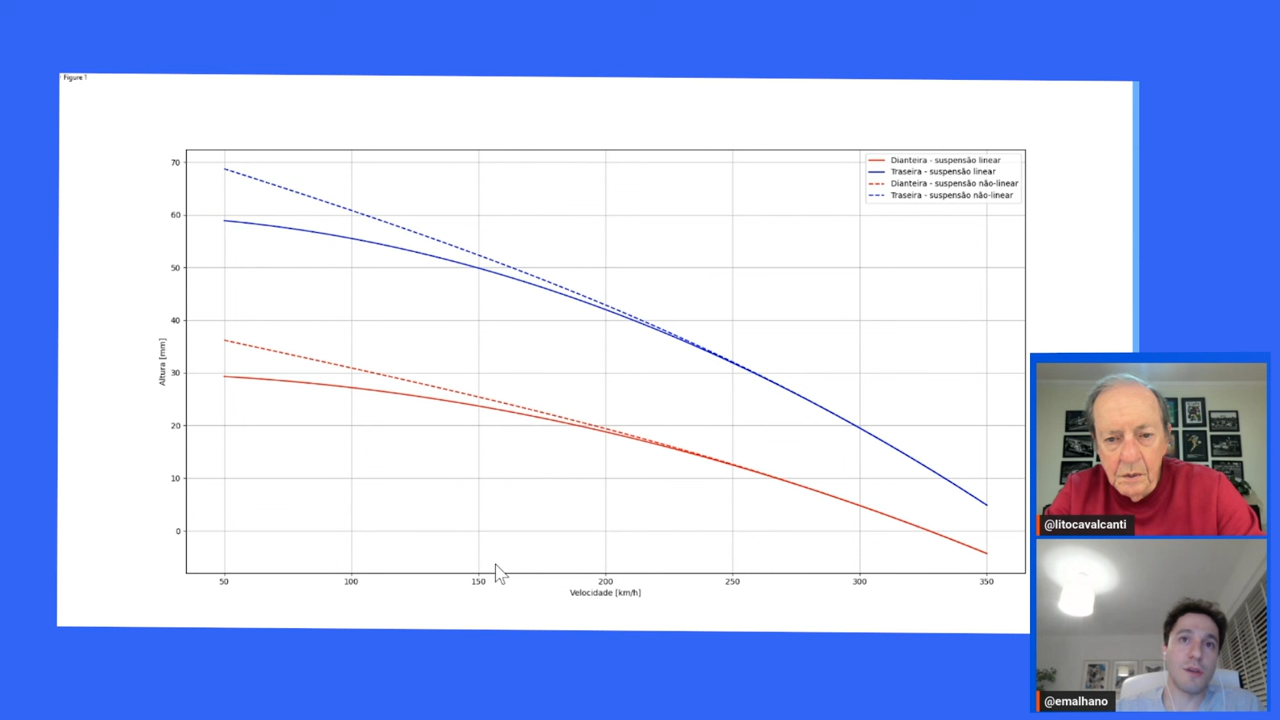 Figure 1
Dianteira - suspensão linear
Traseira - suspensão linear
Dianteira - suspensão não-linear
Traseira - suspensão não-linear
70
60
50
40
30
20
10
0
Altura [mm]
50 100 150 200 250 300 350
Velocidade [km/h]
@litocavalcanti
@emalhano